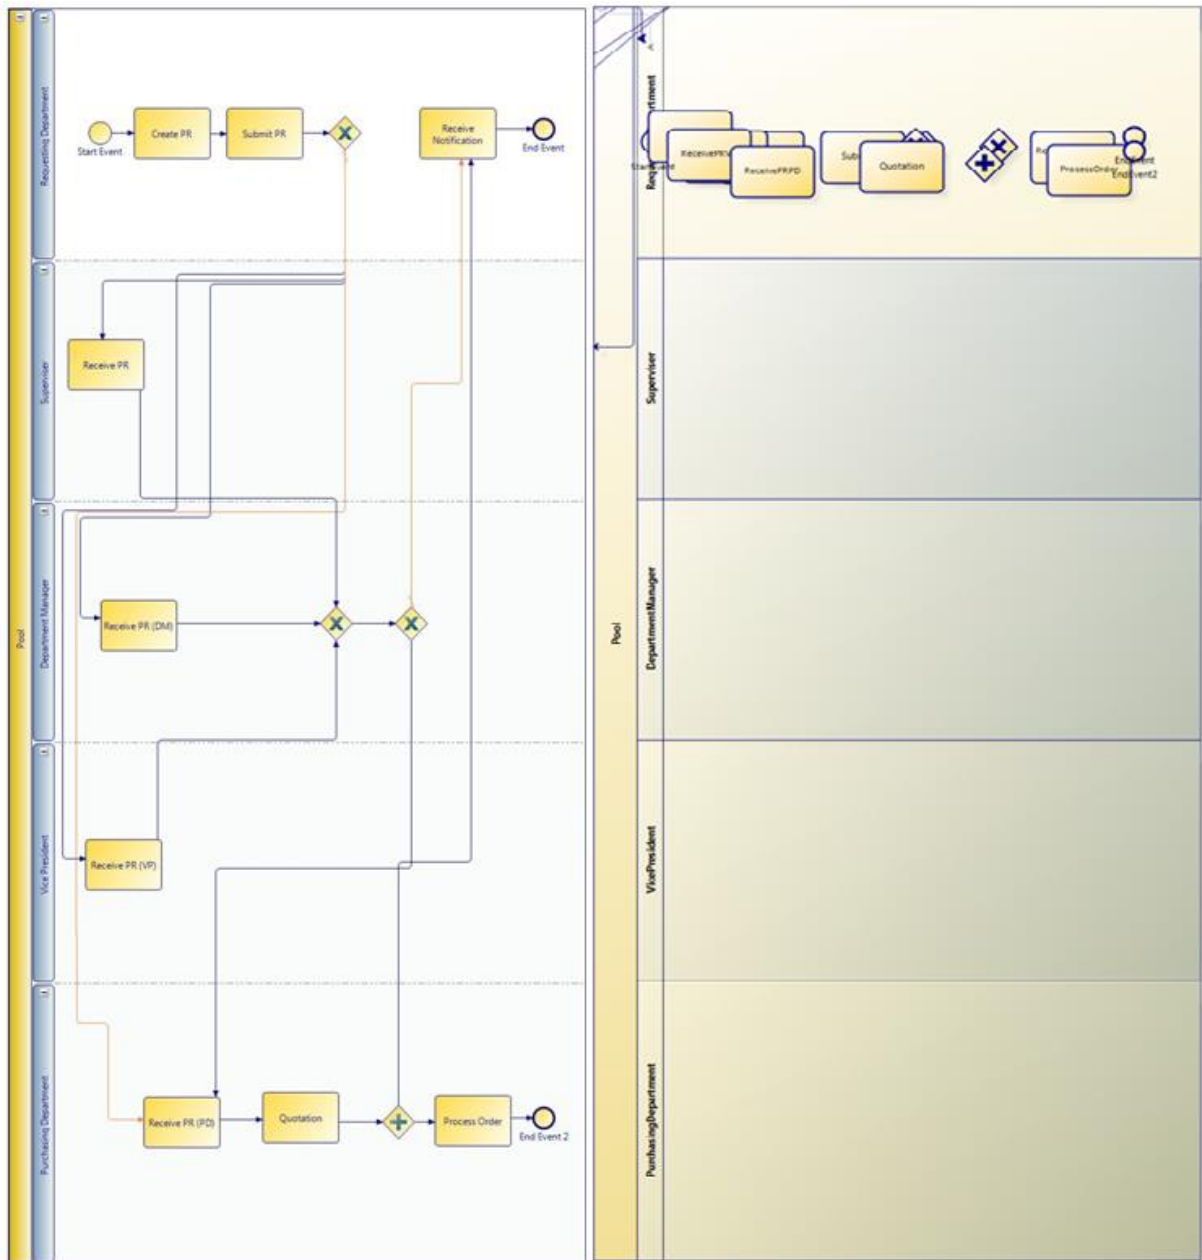 Pool
Requesting Department
Start Event
Create PR
Submit PR
Receive
Notification
End Event
Superviser
Receive PR
Department Manager
Receive PR (DM)
Vice President
Receive PR (VP)
Purchasing Department
Receive PR (PD)
Quotation
Process Order
End Event 2
Pool
ReceivePRPD
Quotation
ProsessOrder
EndEvent2
Superviser
DepartmentManager
VicePresident
PurchasingDepartment